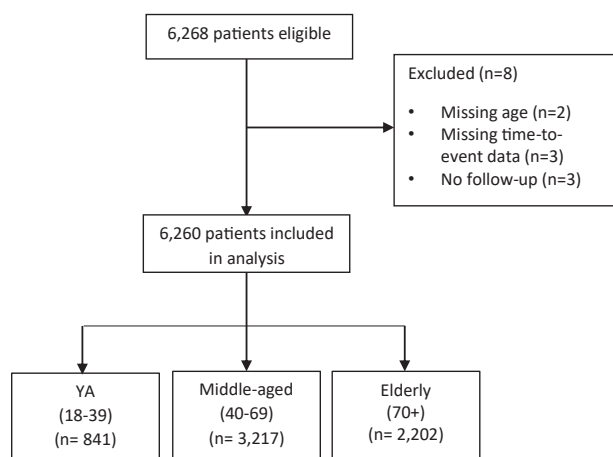 6,268 patients eligible
Excluded (n=8)
• Missing age (n=2)
• Missing time-to-
event data (n=3)
• No follow-up (n=3)
6,260 patients included
in analysis
YA
(18-39)
(n= 841)
Middle-aged
(40-69)
(n= 3,217)
Elderly
(70+)
(n= 2,202)